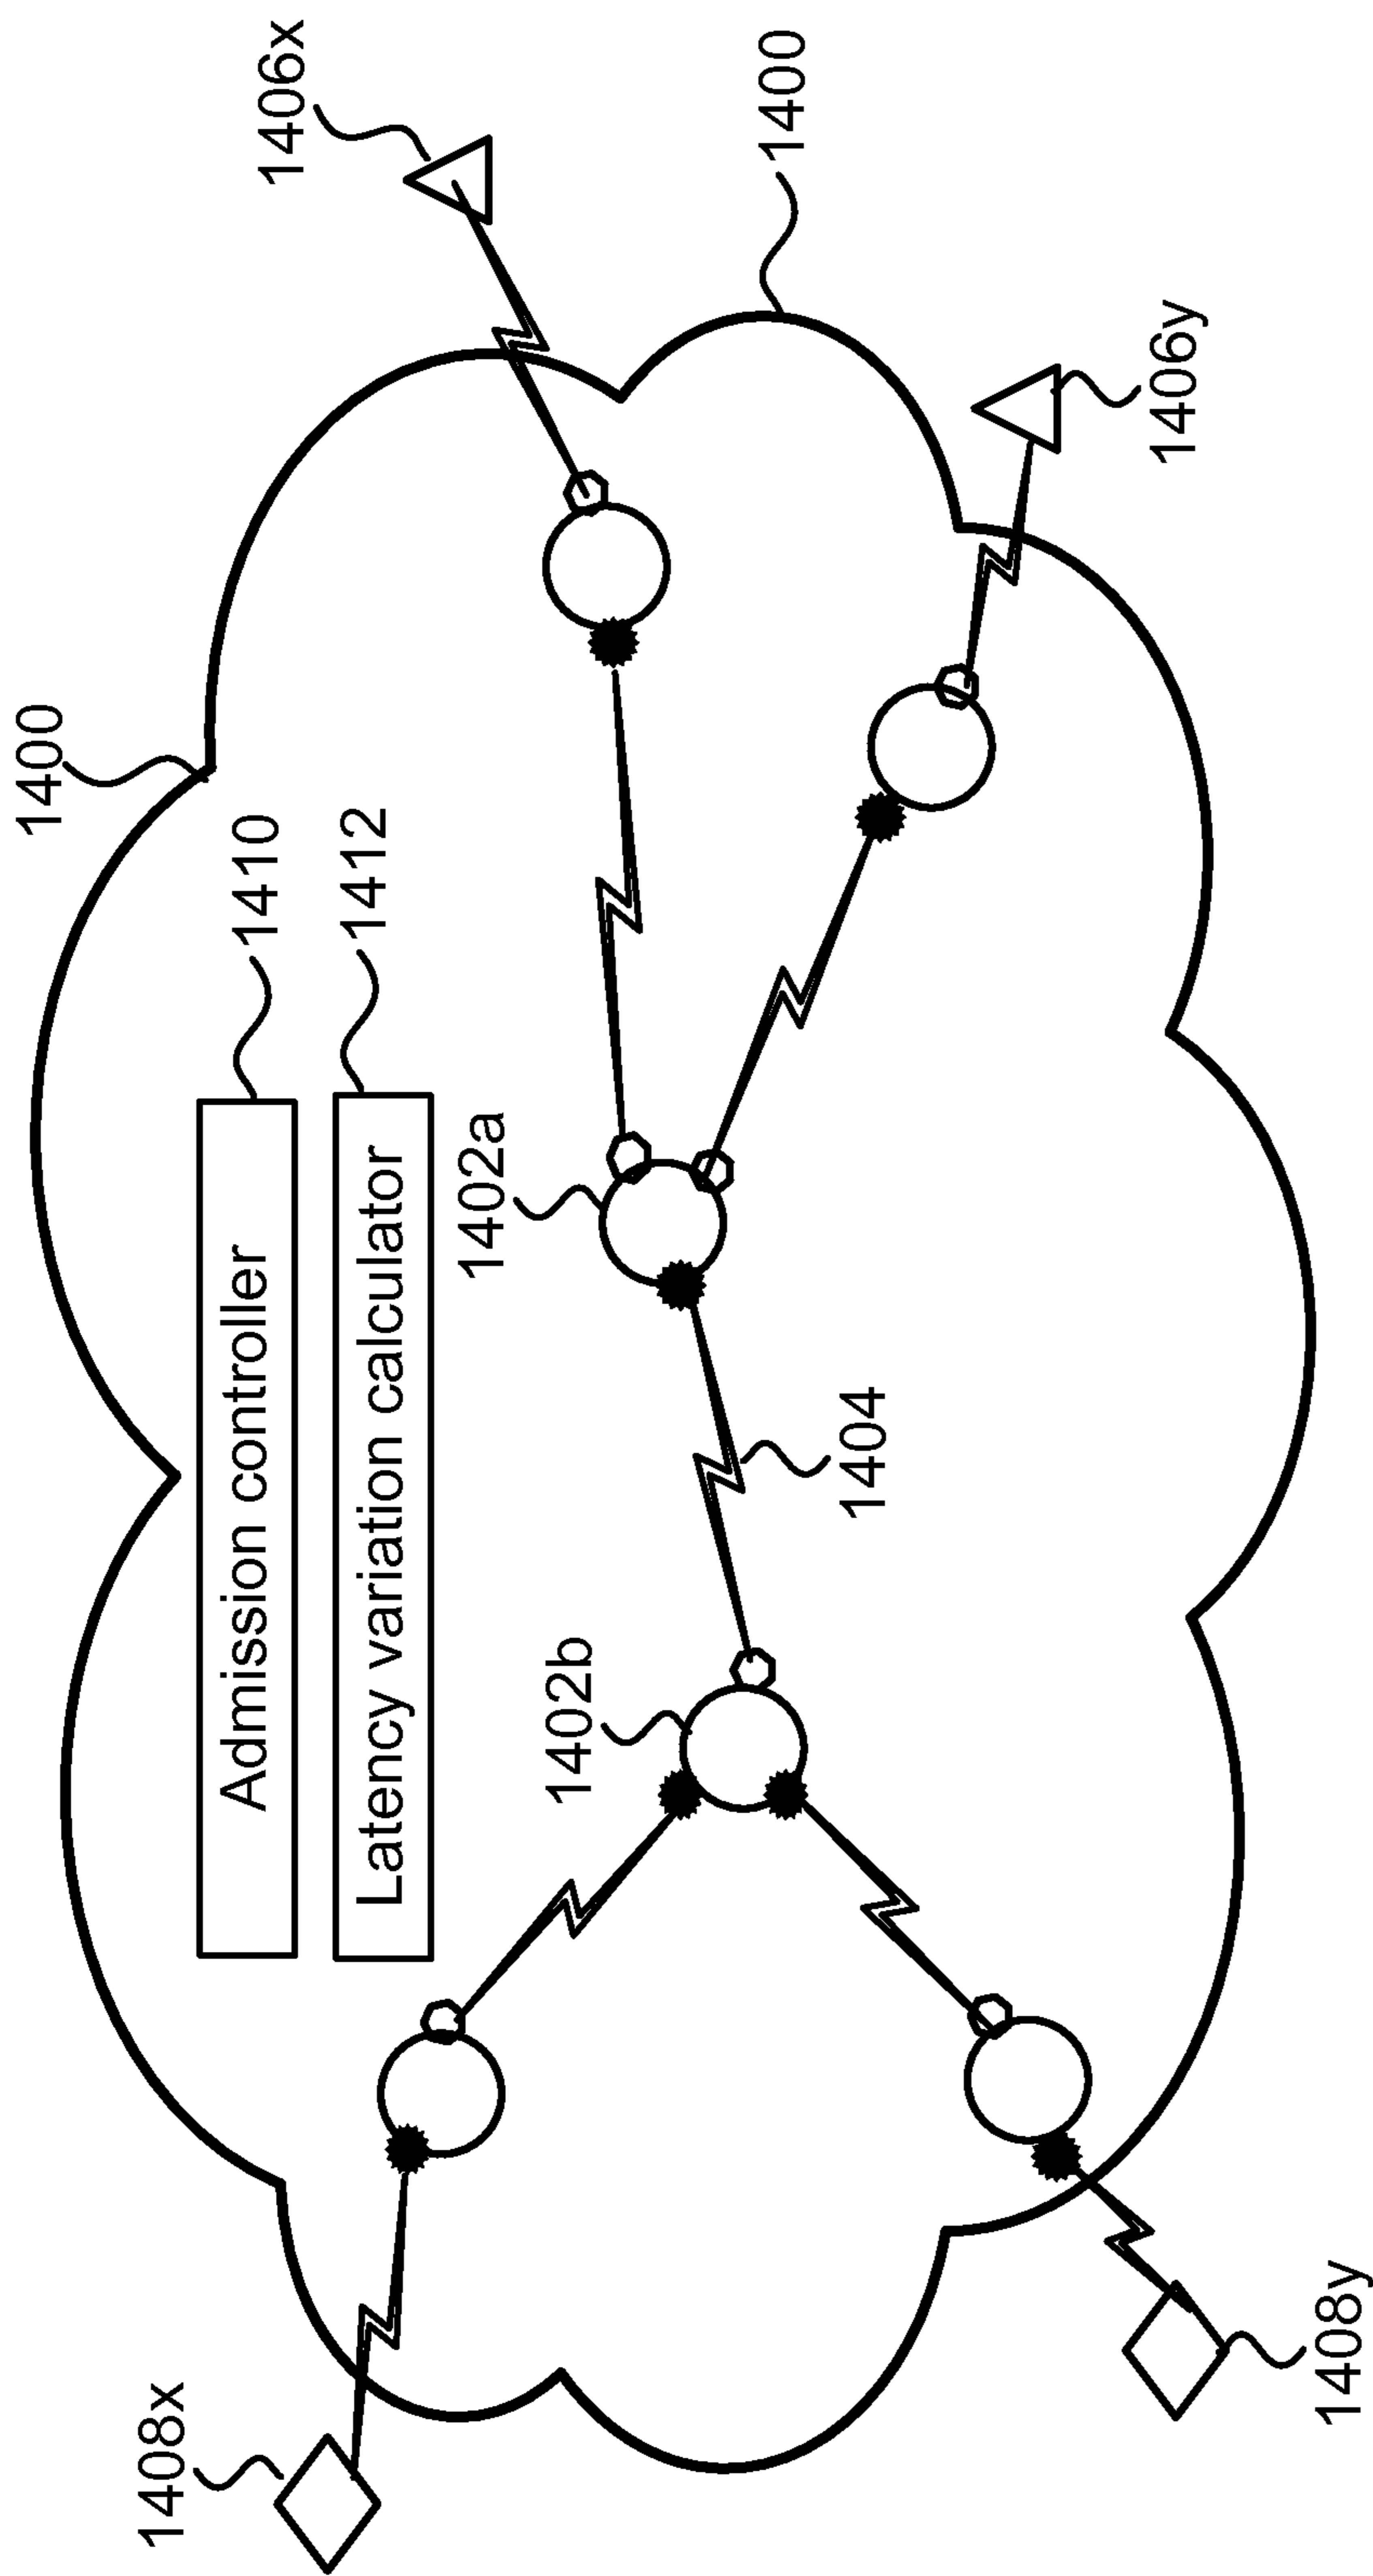 1400
1408x
Admission controller
1410
1406x
Latency variation calculator
1412
1402a
1402b
1400
1404
1406y
1408y